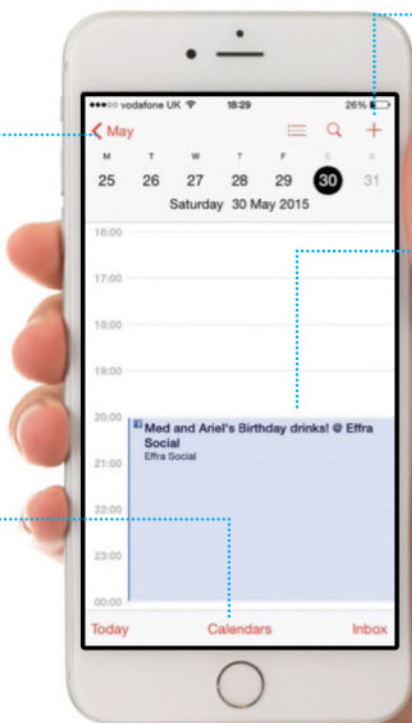 vodafone UK 18:29 26%
May
M T W T F S S
25 26 27 28 29 30 31
Saturday 30 May 2015
16:00
17:00
18:00
19:00
20:00
Med and Ariel's Birthday drinks! @ Effra
Social
Effra Social
21:00
22:00
23:00
00:00
Today Calendars Inbox